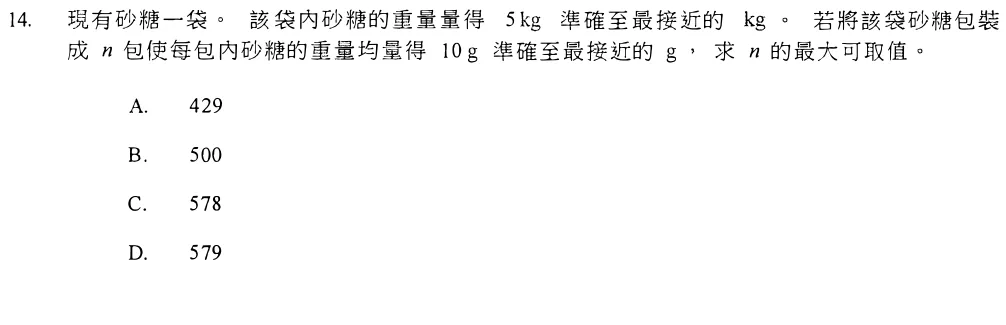 14. 現有砂糖一袋。 該袋內砂糖的重量量得 5 kg 準確至最接近的 kg 。 若將該袋砂糖包裝
成 n 包使每包內砂糖的重量均量得 10 g 準確至最接近的 g ， 求 n 的最大可取值。
A. 429
B. 500
C. 578
D. 579